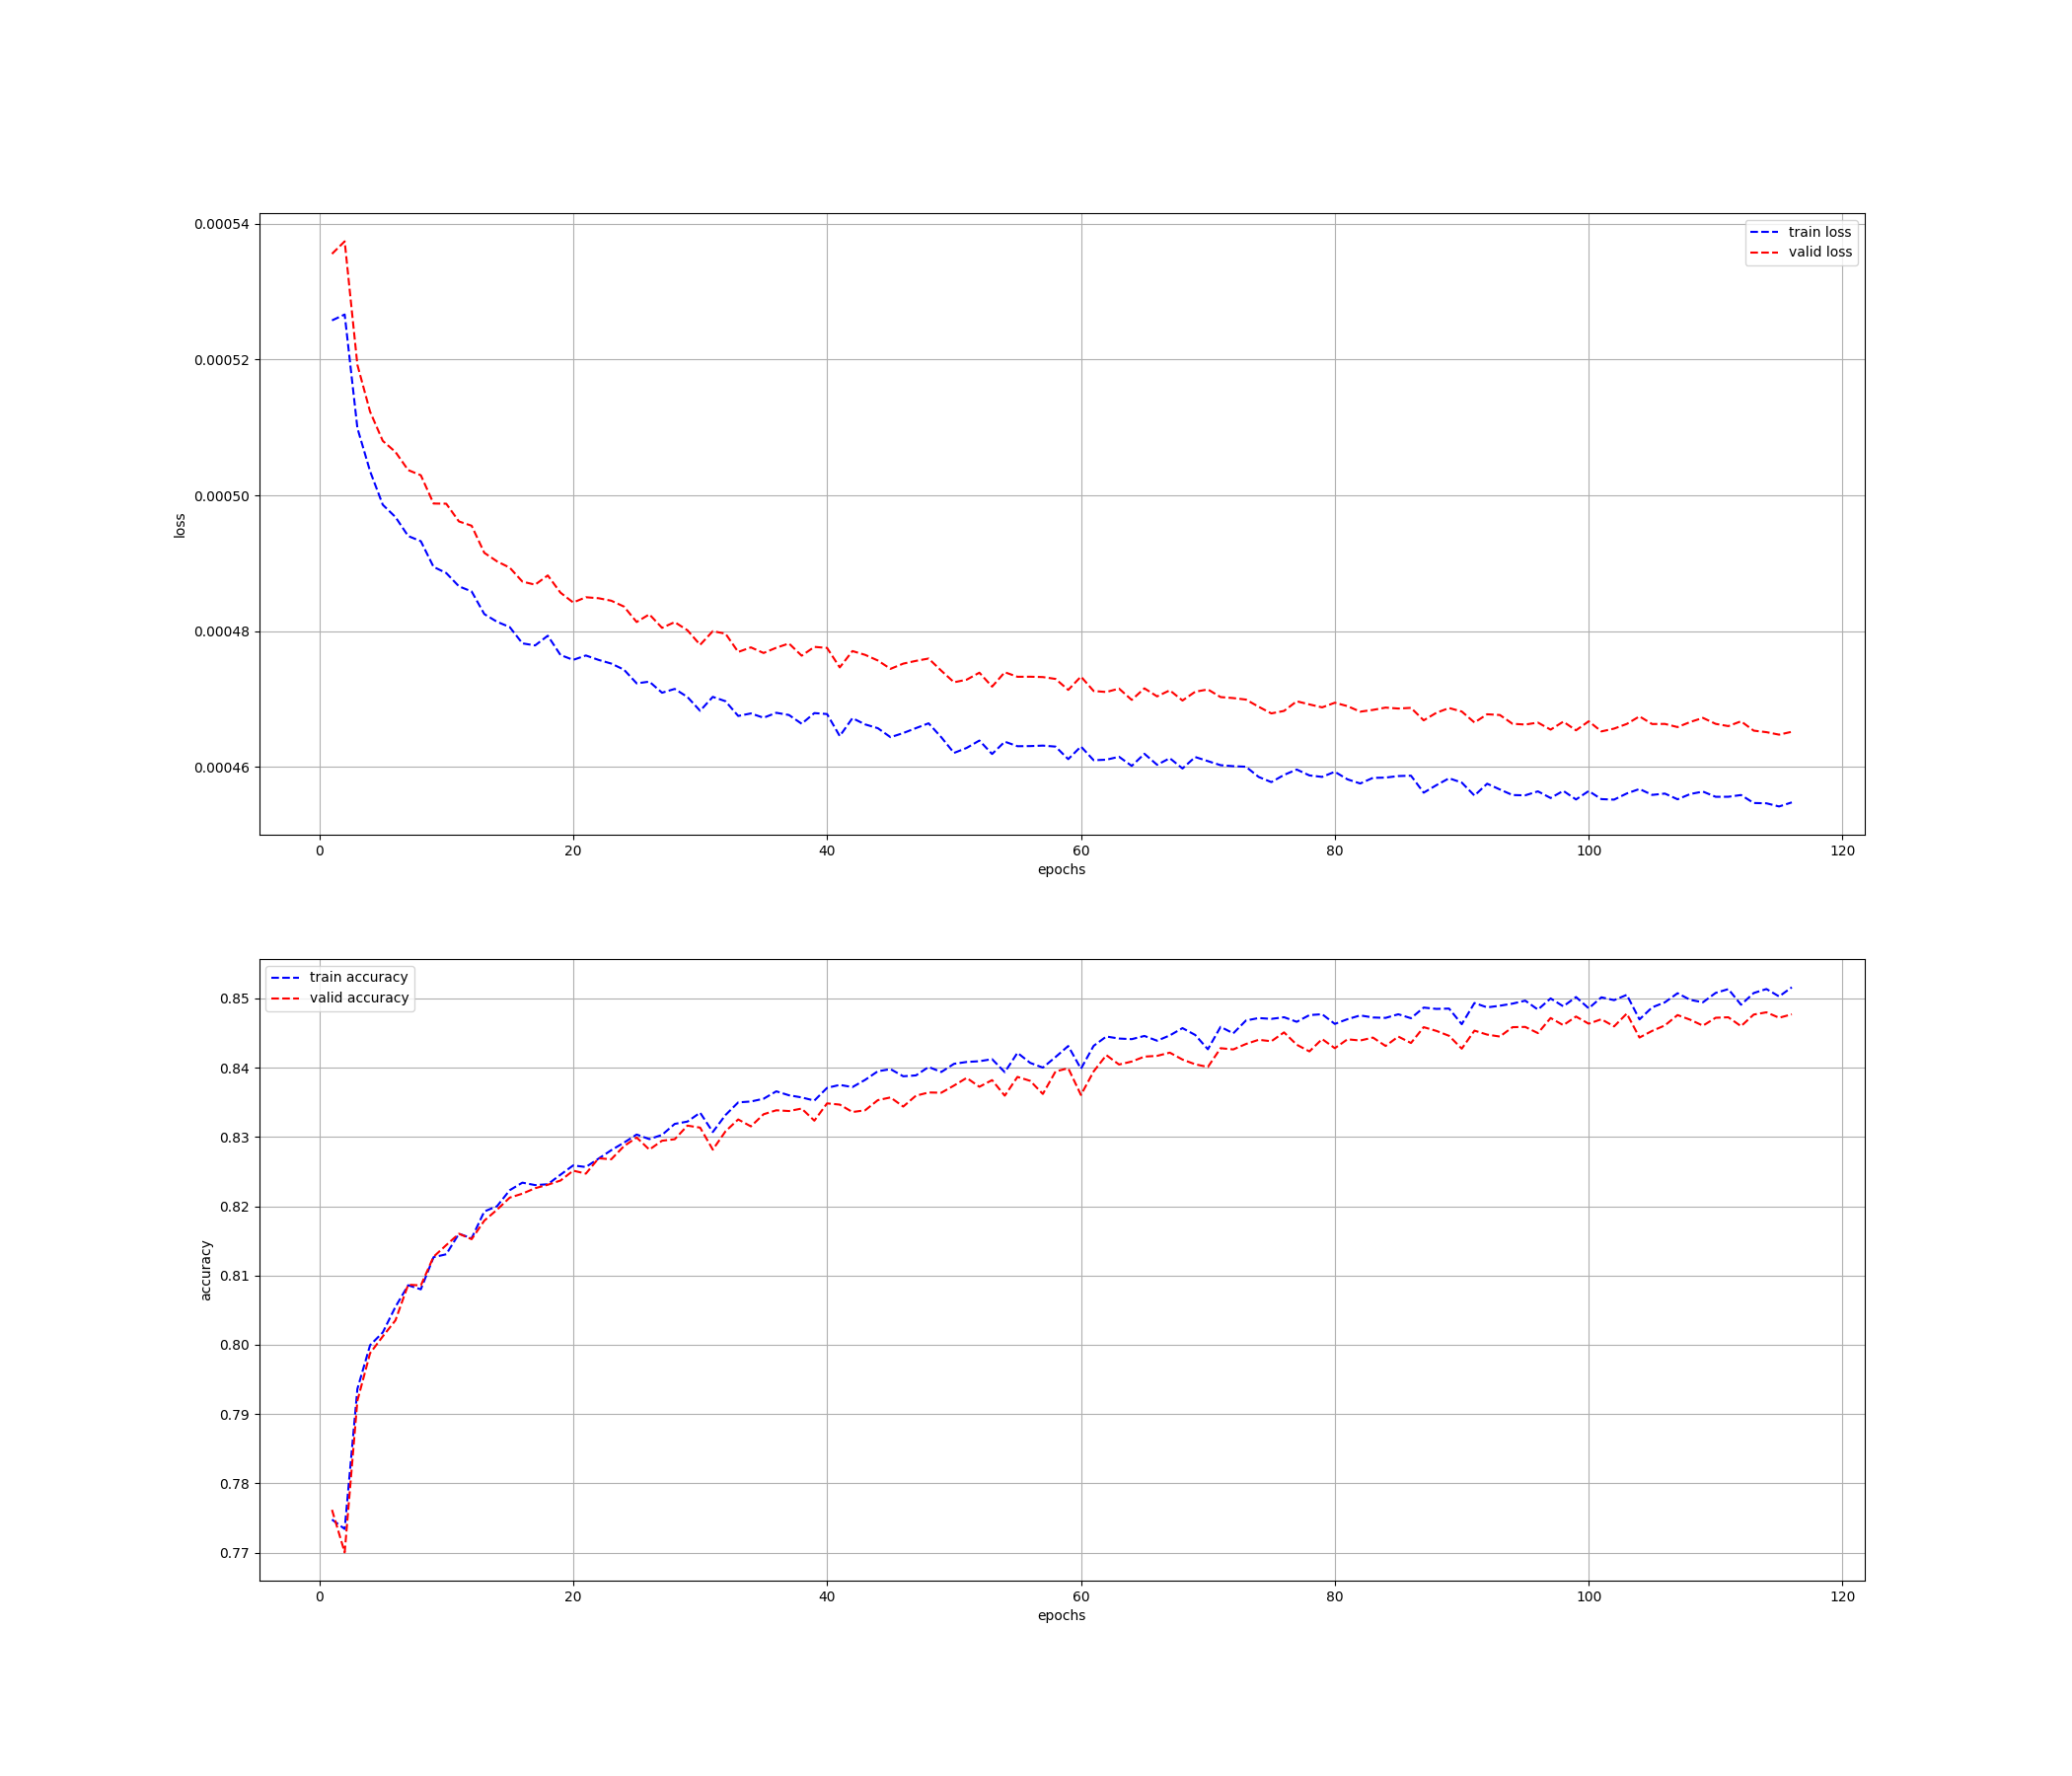 0.00054
0.00052
0.00050
0.00048
0.00046
loss
train loss
valid loss
0 20 40 60 80 100 120
epochs
train accuracy
valid accuracy
0.85
0.84
0.83
0.82
0.81
0.80
0.79
0.78
0.77
accuracy
0 20 40 60 80 100 120
epochs